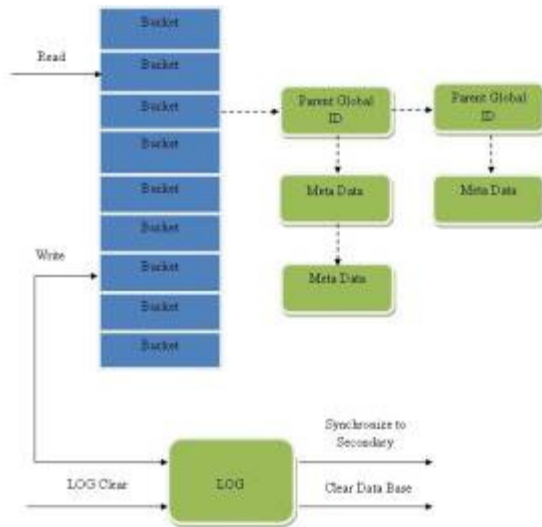 Bucket
Read
Bucket
Bucket
Parent Global
ID
Parent Global
ID
Bucket
Bucket
Meta Data
Meta Data
Bucket
Write
Bucket
Meta Data
Bucket
Bucket
Synchronize to
Secondary
LOG Clear
LOG
Clear Data Base